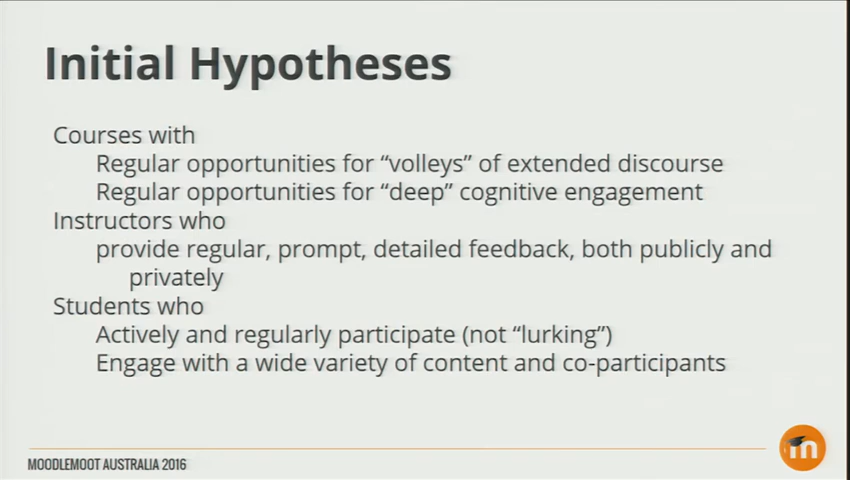 Initial Hypotheses
Courses with
Regular opportunities for “volleys” of extended discourse
Regular opportunities for “deep” cognitive engagement
Instructors who
provide regular, prompt, detailed feedback, both publicly and
privately
Students who
Actively and regularly participate (not “lurking”)
Engage with a wide variety of content and co-participants
MOODLEMOOT AUSTRALIA 2016
m